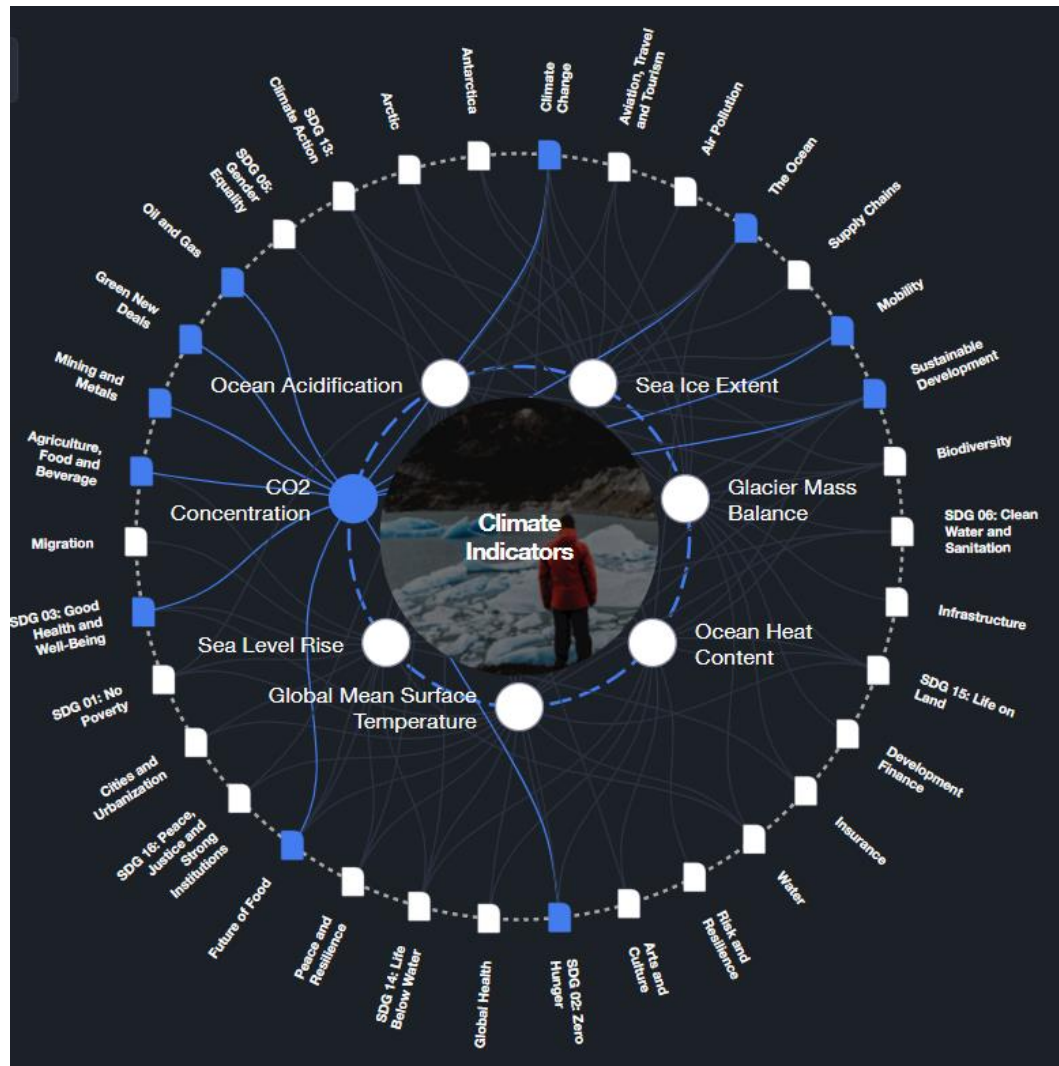 Climate
Change
Aviation, Travel
and Tourism
Air Pollution
The Ocean
Supply Chains
Mobility
Sustainable
Development
Biodiversity
SDG 06: Clean
Water and
Sanitation
Infrastructure
SDG 15: Life on
Land
Development
Finance
Insurance
Water
Risk and
Resilience
Arts and
Culture
SDG 02: Zero
Hunger
Global Health
SDG 14: Life
Below Water
Peace and
Resilience
Future of Food
SDG 16: Peace,
Justice and
Strong
Institutions
Cities and
Urbanization
SDG 01: No
Poverty
SDG 03: Good
Health and
Well-Being
Migration
Agriculture,
Food and
Beverage
Mining and
Metals
Green New
Deals
Oil and Gas
SDG 05:
Gender
Equality
SDG 13:
Climate Action
Arctic
Antarctica
Ocean Acidification
Sea Ice Extent
CO2
Concentration
Glacier Mass
Balance
Climate
Indicators
Sea Level Rise
Ocean Heat
Content
Global Mean Surface
Temperature